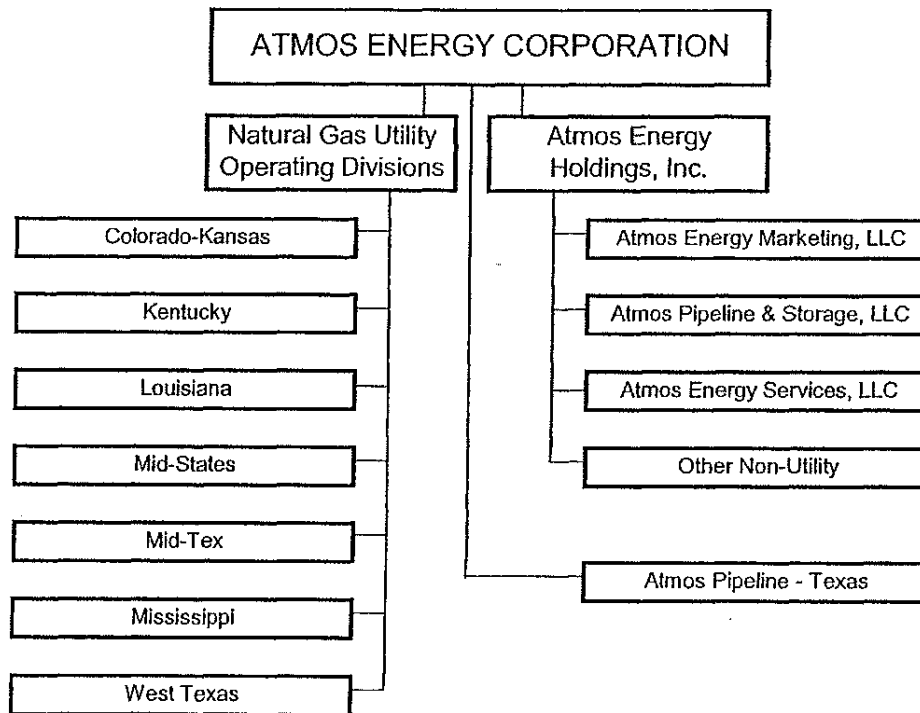 ATMOS ENERGY CORPORATION
Natural Gas Utility
Operating Divisions
Colorado-Kansas
Kentucky
Louisiana
Mid-States
Mid-Tex
Mississippi
West Texas
Atmos Energy
Holdings, Inc.
Atmos Energy Marketing, LLC
Atmos Pipeline & Storage, LLC
Atmos Energy Services, LLC
Other Non-Utility
Atmos Pipeline - Texas